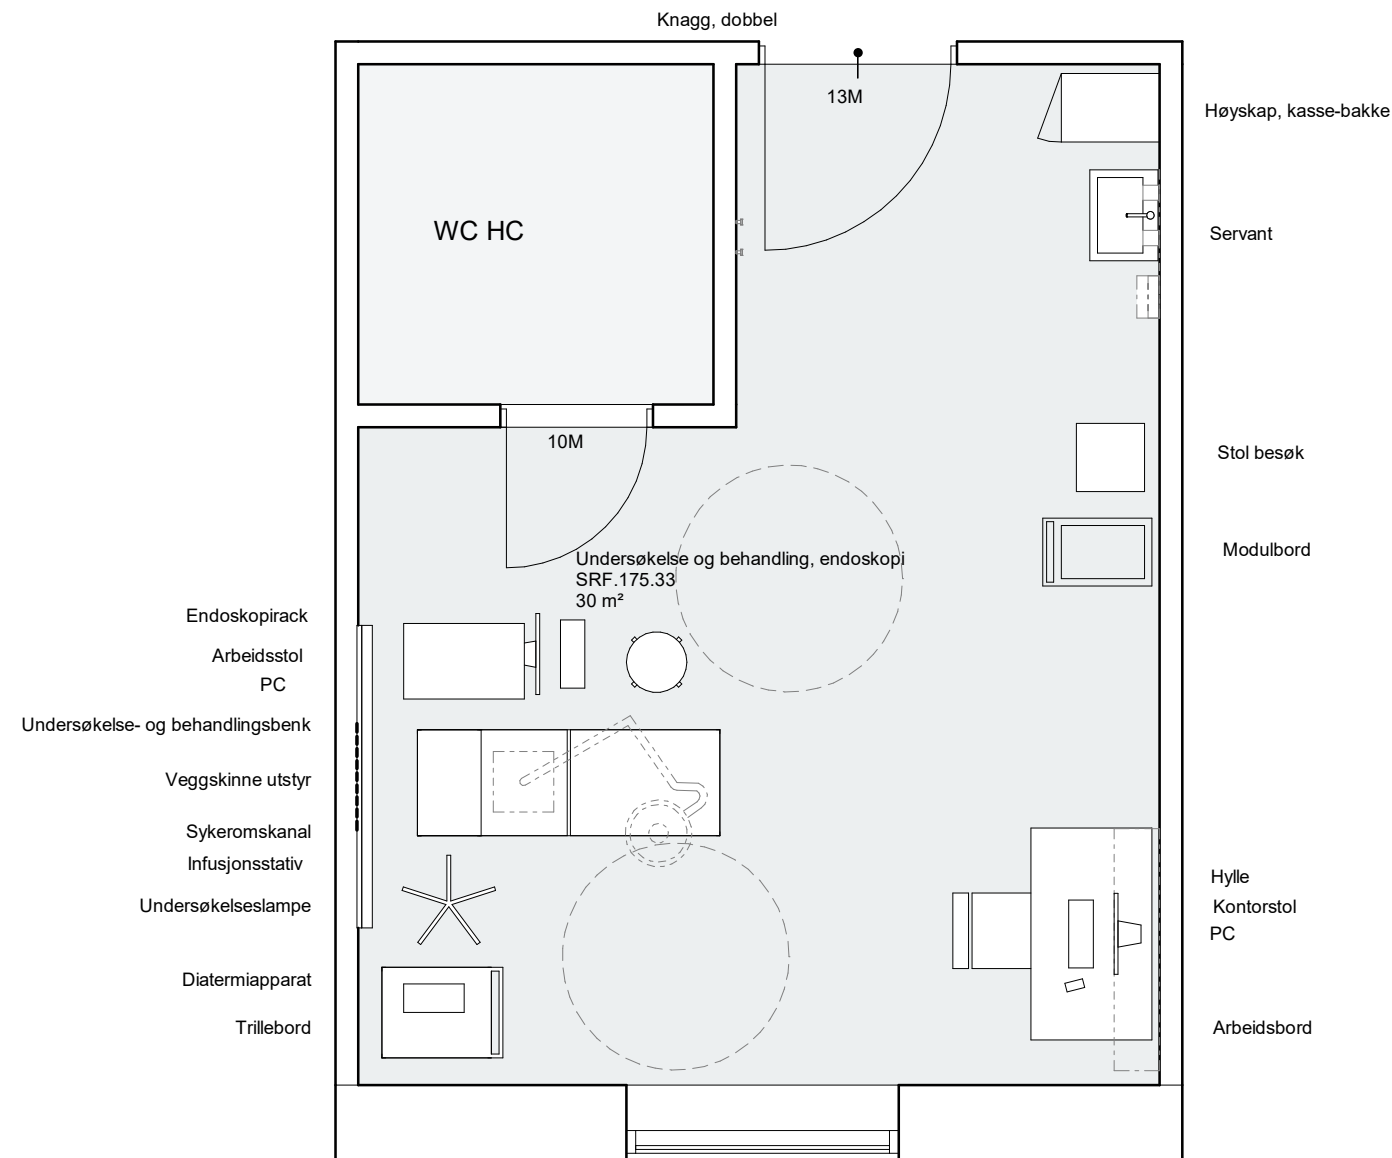 Knagg, dobbel
13M
Høyskap, kasse-bakke
WC HC
Servant
10M
Stol besøk
Modulbord
Undersøkelse og behandling, endoskopi
SRF.175.33
30 m²
Endoskopirack
Arbeidsstol
PC
Undersøkelse- og behandlingsbenk
Veggskinne utstyr
Sykeromskanal
Infusjonsstativ
Undersøkelseslampe
Diatermiapparat
Trillebord
Hylle
Kontorstol
PC
Arbeidsbord